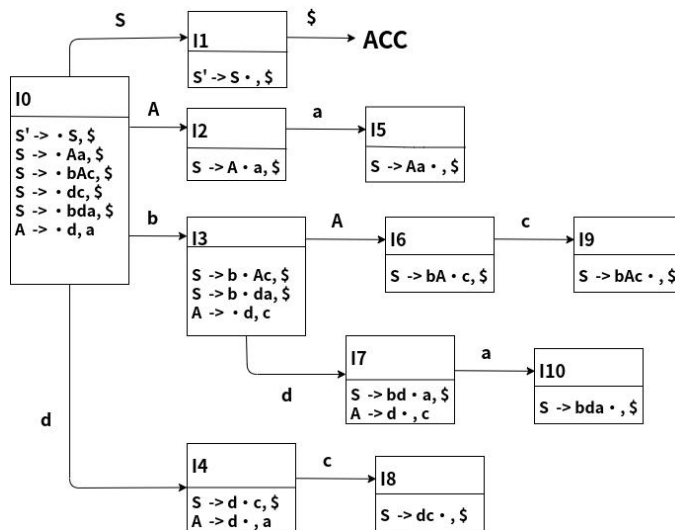 S
$
I1
ACC
S' -> S •, $
I0
A
a
S' -> • S, $
S -> • Aa, $
S -> • bAc, $
S -> • dc, $
S -> • bda, $
A -> • d, a
I2
S -> A • a, $
I5
S -> Aa •, $
b
I3
A
c
S -> b • Ac, $
S -> b • da, $
A -> • d, c
I6
S -> bA • c, $
I9
S -> bAc •, $
d
I7
a
S -> bd • a, $
A -> d •, c
I10
S -> bda •, $
d
I4
c
S -> d • c, $
A -> d •, a
I8
S -> dc •, $